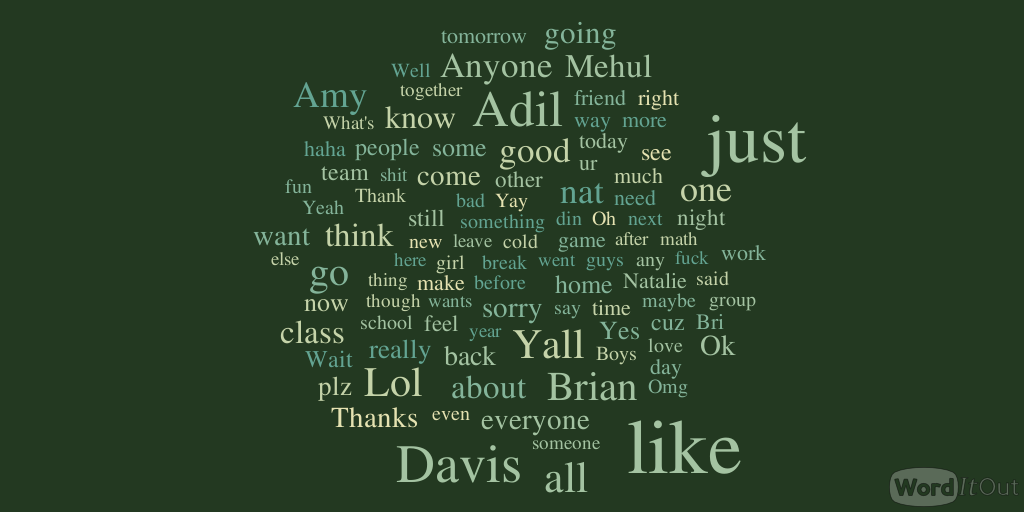 tomorrow going
Well Anyone Mehul
Amy together Adil friend right
What's know way more
haha people some good today see
ur
team shit come other much
fun Thank bad Yay nat need one
Yeah still something din Oh next night
want think new leave cold game after math
else here girl break went guys any fuck work
go thing make before home Natalie said
now though wants sorry say time maybe group
class school feel year Yall Yes cuz Bri
Wait really back Boys love Ok
day
plz Lol about Brian Omg
Thanks even everyone
someone like
Davis all
WordItOut
just